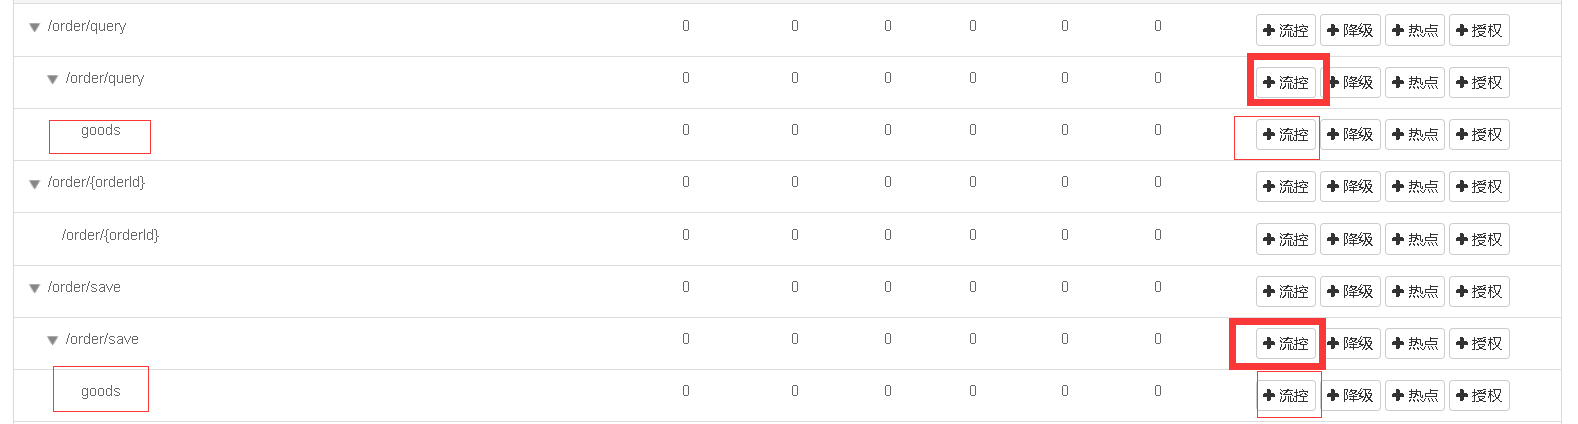 /order/query 0 0 0 0 0 0 流控 降级 热点 授权
/order/query 0 0 0 0 0 0 流控 降级 热点 授权
goods 0 0 0 0 0 0 流控 降级 热点 授权
/order/{orderId} 0 0 0 0 0 0 流控 降级 热点 授权
/order/{orderId} 0 0 0 0 0 0 流控 降级 热点 授权
/order/save 0 0 0 0 0 0 流控 降级 热点 授权
/order/save 0 0 0 0 0 0 流控 降级 热点 授权
goods 0 0 0 0 0 0 流控 降级 热点 授权